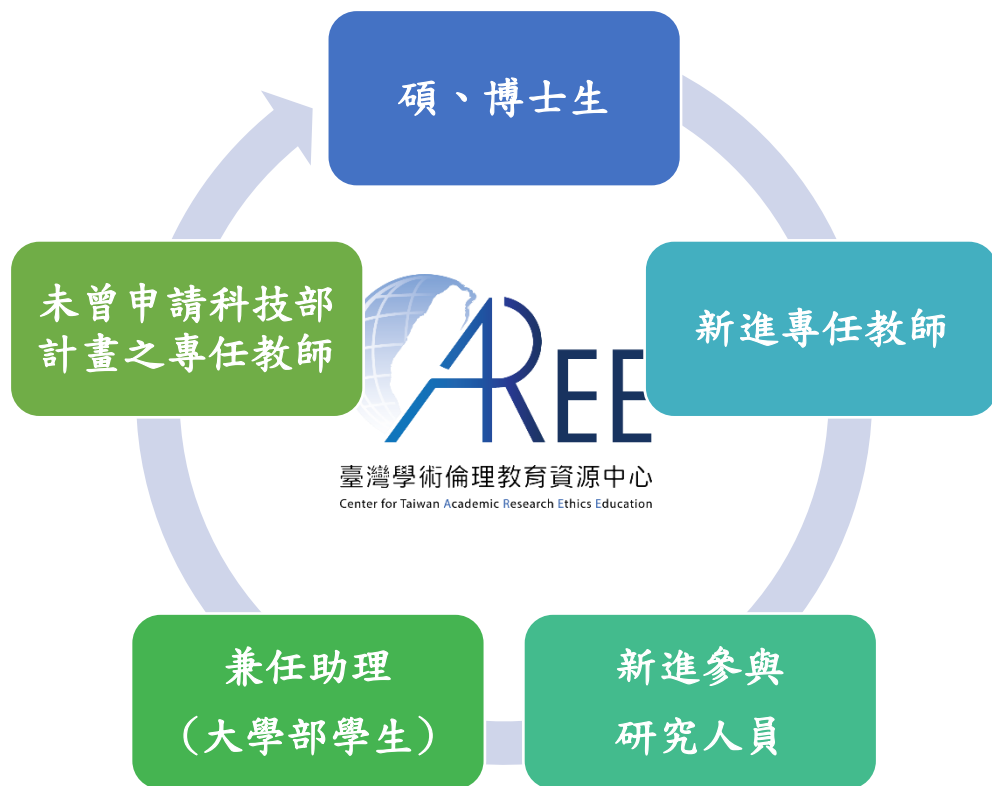 碩、博士生
新進專任教師
新進參與
研究人員
兼任助理
（大學部學生）
未曾申請科技部
計畫之專任教師
AREE
臺灣學術倫理教育資源中心
Center for Taiwan Academic Research Ethics Education